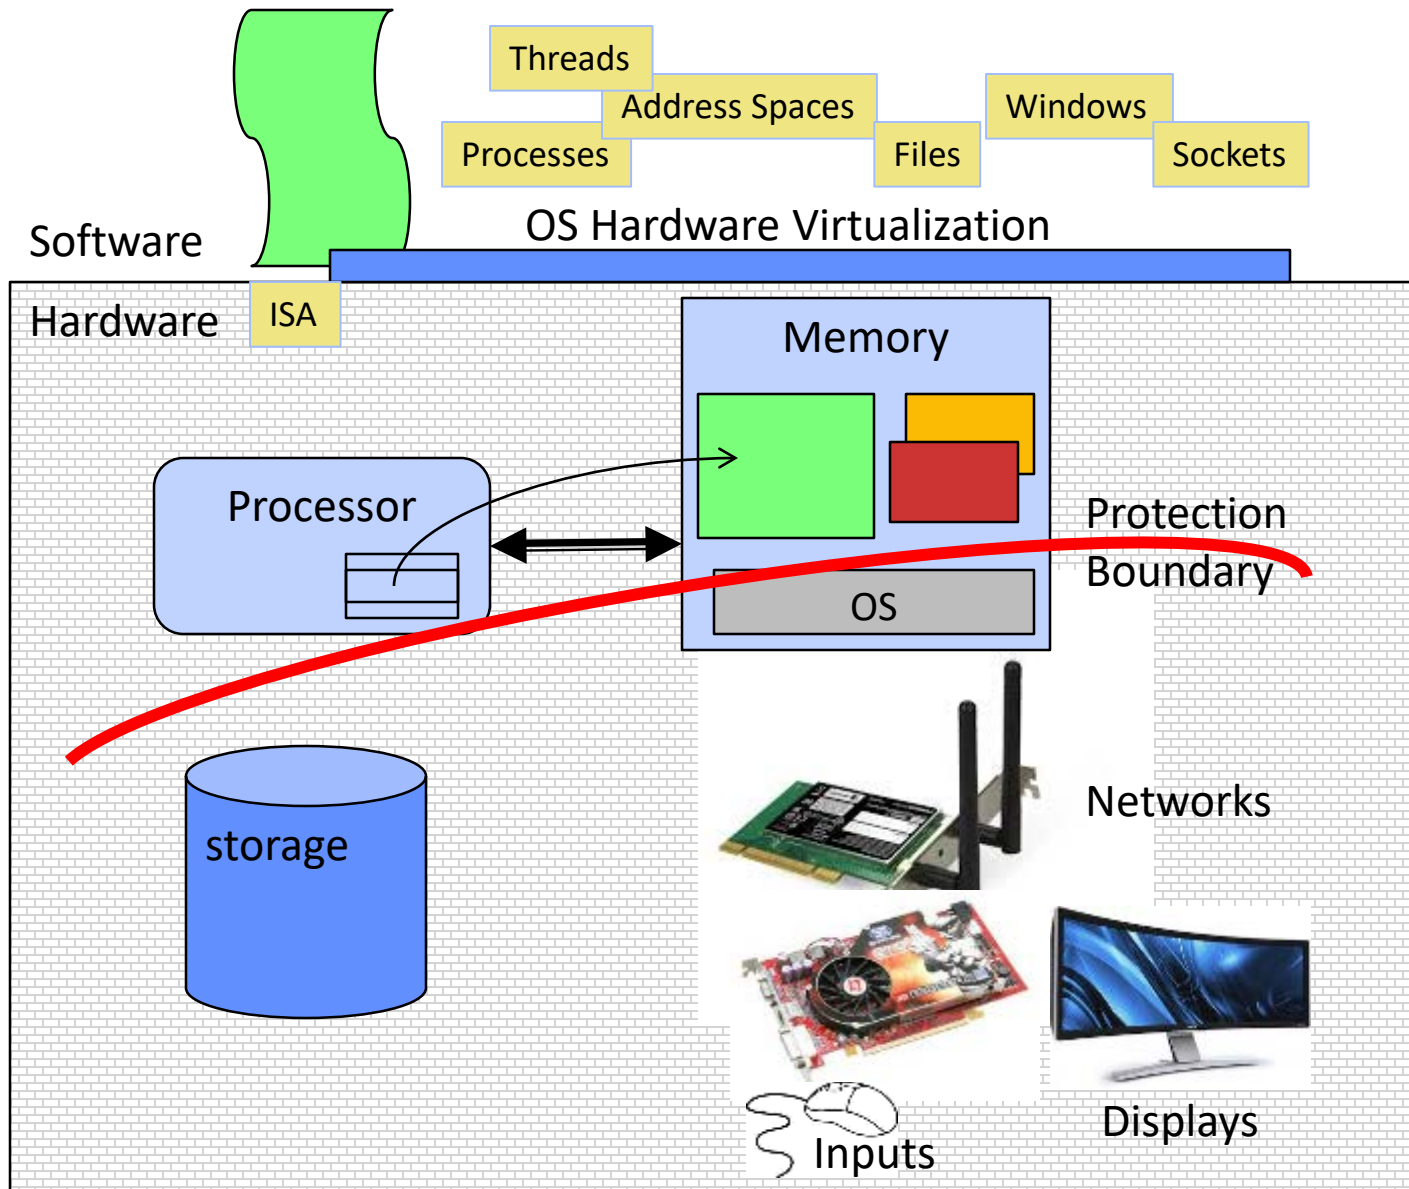 Threads
Address Spaces
Windows
Processes
Files
Sockets
Software
OS Hardware Virtualization
Hardware
ISA
Memory
Processor
Protection
Boundary
OS
Networks
storage
Displays
Inputs